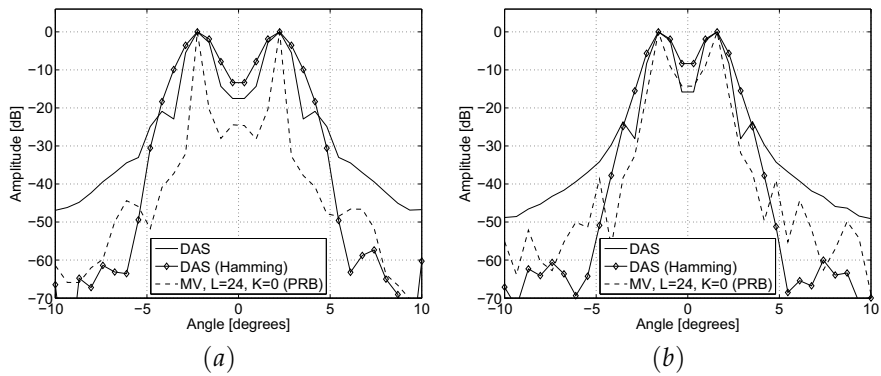 0
−10
−20
−30
−40
−50
−60
−70
Amplitude [dB]
DAS
DAS (Hamming)
MV, L=24, K=0 (PRB)
−10
−5
0
5
10
Angle [degrees]
(a)
0
−10
−20
−30
−40
−50
−60
−70
Amplitude [dB]
DAS
DAS (Hamming)
MV, L=24, K=0 (PRB)
−10
−5
0
5
10
Angle [degrees]
(b)